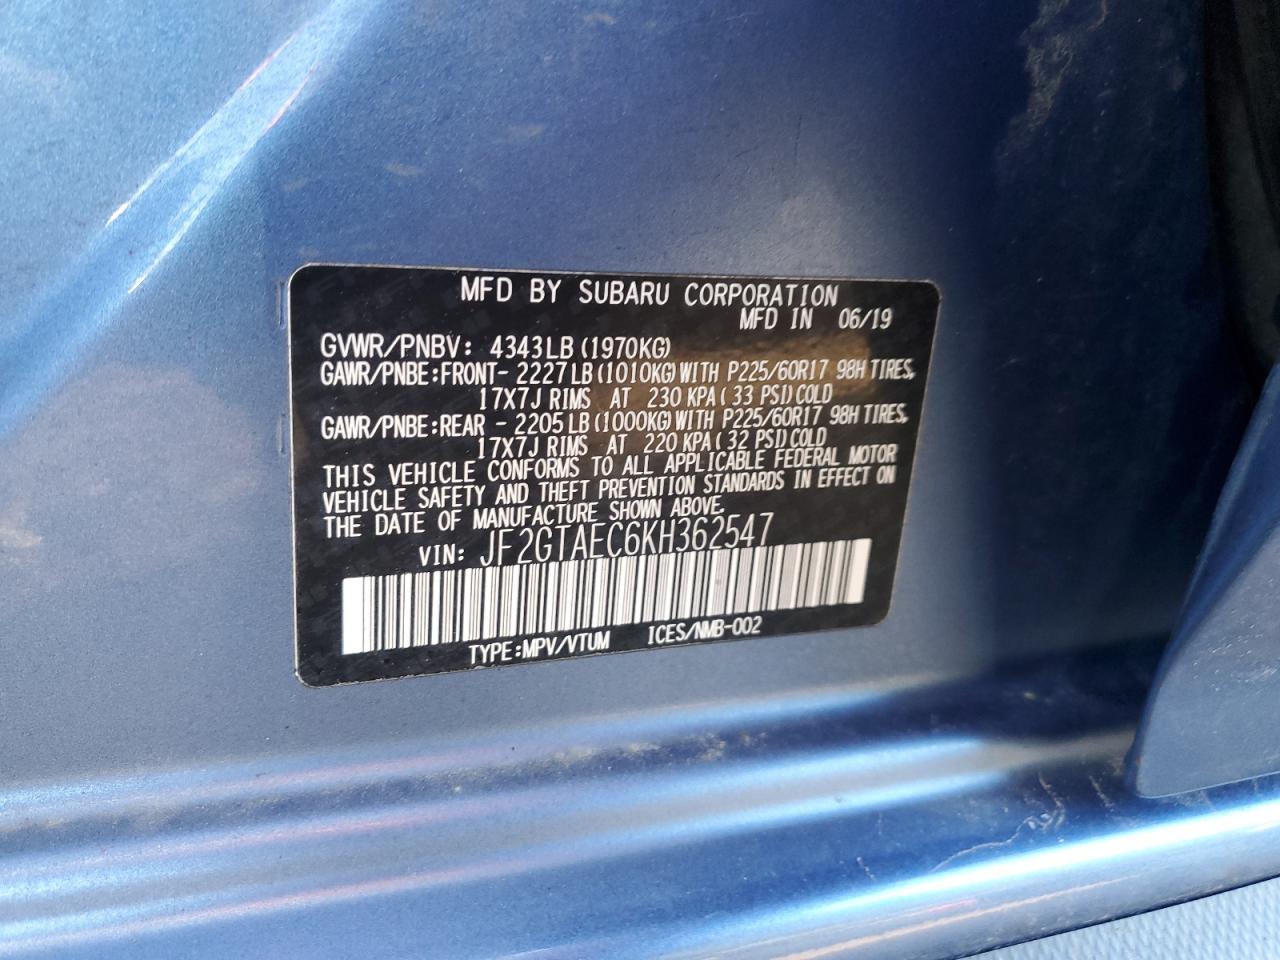 MFD BY SUBARU CORPORATION
MFD IN 06/19
GVWR/PNBV: 4343LB (1970KG)
GAWR/PNBE:FRONT- 2227LB (1010KG) WITH P225/60R17 98H TIRES,
17X7J RIMS AT 230 KPA ( 33 PSI) COLD
GAWR/PNBE:REAR - 2205LB (1000KG) WITH P225/60R17 98H TIRES,
17X7J RIMS AT 220 KPA ( 32 PSI) COLD
THIS VEHICLE CONFORMS TO ALL APPLICABLE FEDERAL MOTOR
VEHICLE SAFETY AND THEFT PREVENTION STANDARDS IN EFFECT ON
THE DATE OF MANUFACTURE SHOWN ABOVE.
VIN: JF2GTAEC6KH362547
TYPE:MPV/VTUM ICES/NMB-002